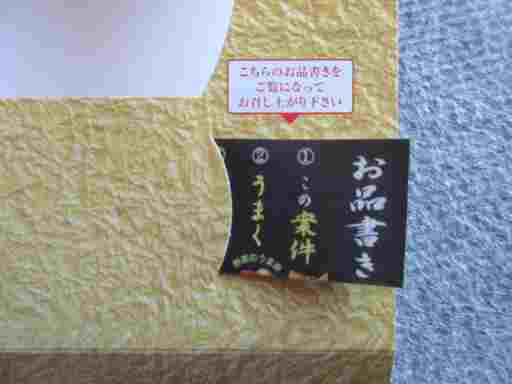 こちらのお品書きを
ご覧になって
お召し上がり下さい
お品書き
①この案件
②うまく